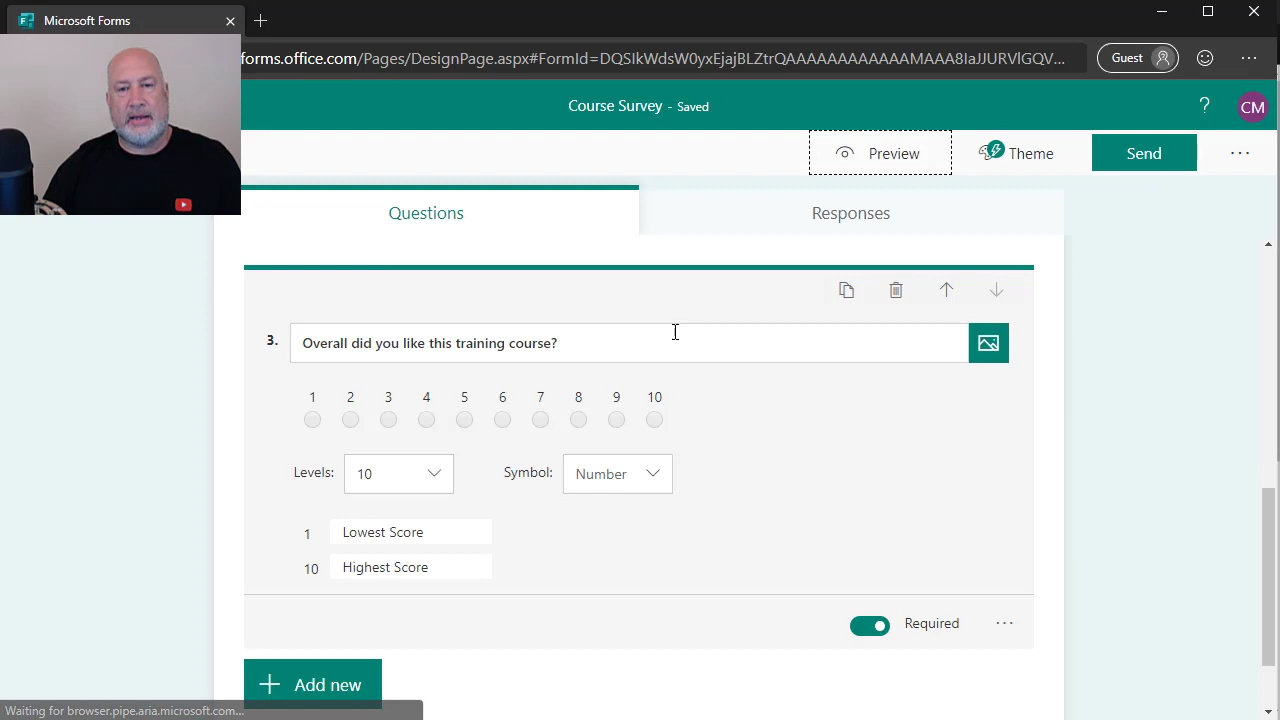 Microsoft Forms
forms.office.com/Pages/DesignPage.aspx#FormId=DQSIkWdsW0yxEjajBLZtrQAAAAAAAAAAAAMAAA8IaJJURVlGQV...
Guest
Course Survey - Saved
? CM
Preview Theme Send
Questions Responses
3. Overall did you like this training course?
1 2 3 4 5 6 7 8 9 10
Levels: 10 Symbol: Number
1 Lowest Score
10 Highest Score
Required
Add new
Waiting for browser.pipe.aria.microsoft.com...